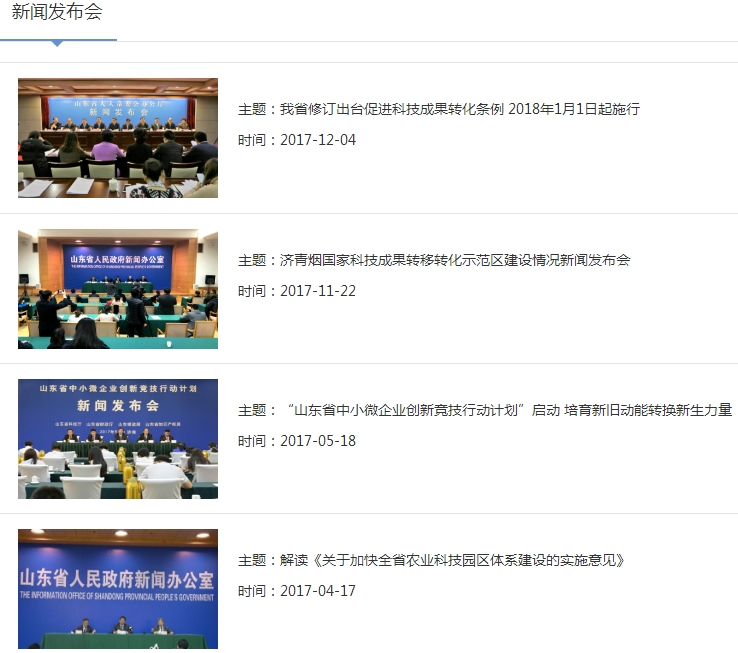 新闻发布会
山东省人大常委会办公厅
新闻发布会
主题：我省修订出台促进科技成果转化条例 2018年1月1日起施行
时间：2017-12-04
山东省人民政府新闻办公室
THE INFORMATION OFFICE OF SHANDONG PROVINCIAL PEOPLE'S GOVERNMENT
主题：济青烟国家科技成果转移转化示范区建设情况新闻发布会
时间：2017-11-22
山东省中小微企业创新竞技行动计划
新闻发布会
主题：“山东省中小微企业创新竞技行动计划”启动 培育新旧动能转换新生力量
时间：2017-05-18
山东省人民政府新闻办公室
THE INFORMATION OFFICE OF SHANDONG PROVINCIAL PEOPLE'S GOVERNMENT
主题：解读《关于加快全省农业科技园区体系建设的实施意见》
时间：2017-04-17